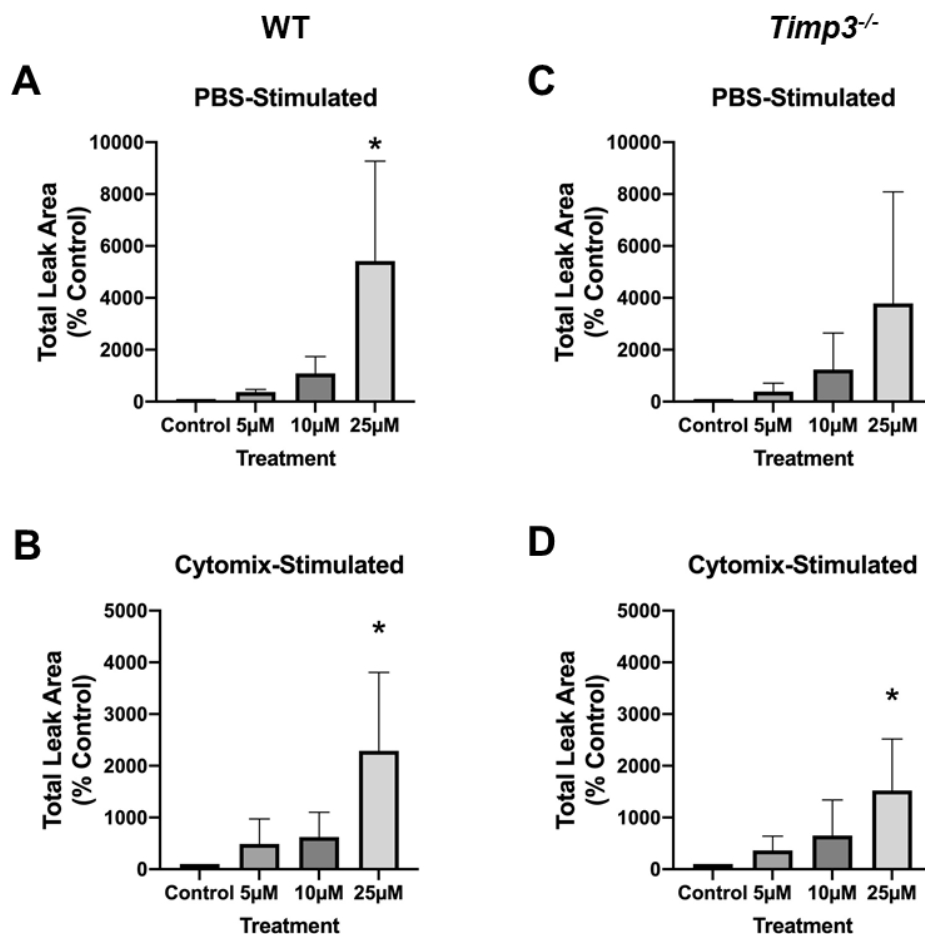 WT
Timp3-/-
A
PBS-Stimulated
Total Leak Area
(% Control)
10000
8000
6000
4000
2000
0
*
Control 5µM 10µM 25µM
Treatment
C
PBS-Stimulated
Total Leak Area
(% Control)
10000
8000
6000
4000
2000
0
Control 5µM 10µM 25µM
Treatment
B
Cytomix-Stimulated
Total Leak Area
(% Control)
5000
4000
3000
2000
1000
0
*
Control 5µM 10µM 25µM
Treatment
D
Cytomix-Stimulated
Total Leak Area
(% Control)
5000
4000
3000
2000
1000
0
*
Control 5µM 10µM 25µM
Treatment